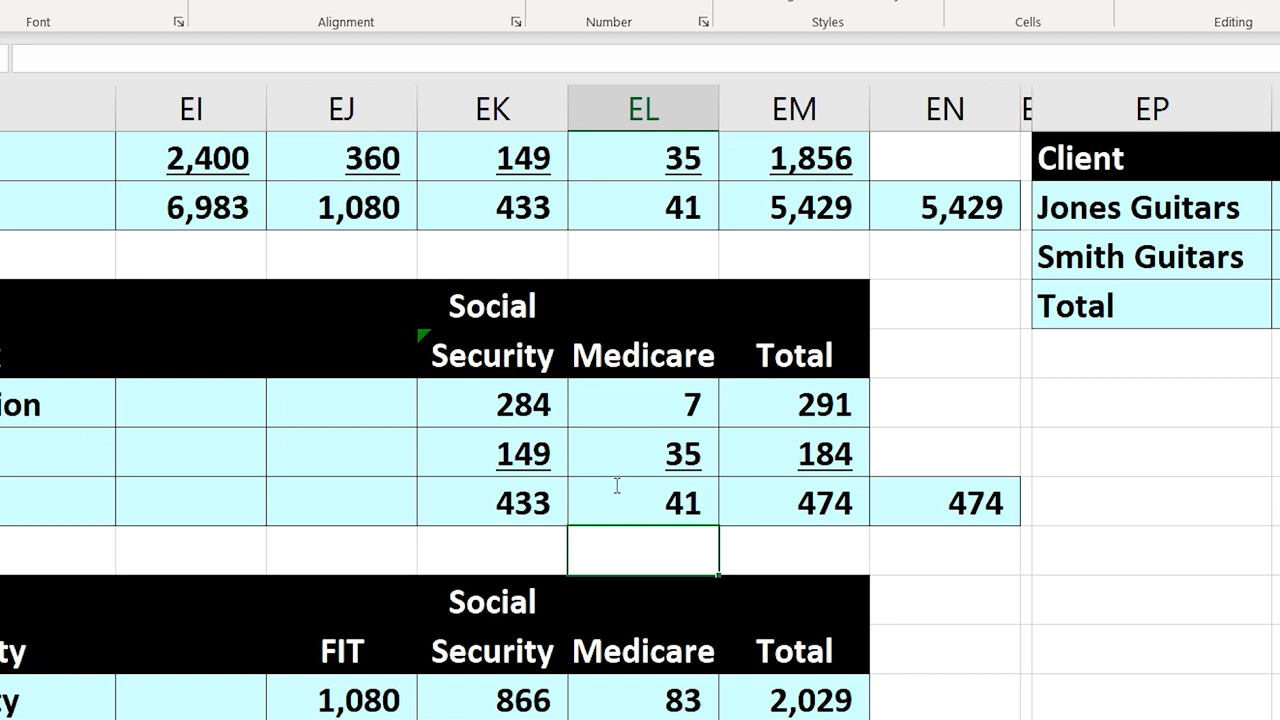 Font Alignment Number Styles Cells Editing
EI EJ EK EL EM EN E EP
2,400 360 149 35 1,856 Client
6,983 1,080 433 41 5,429 5,429 Jones Guitars
Smith Guitars
Social Total
Security Medicare Total
ion 284 7 291
149 35 184
433 41 474 474
Social
ty FIT Security Medicare Total
ty 1,080 866 83 2,029